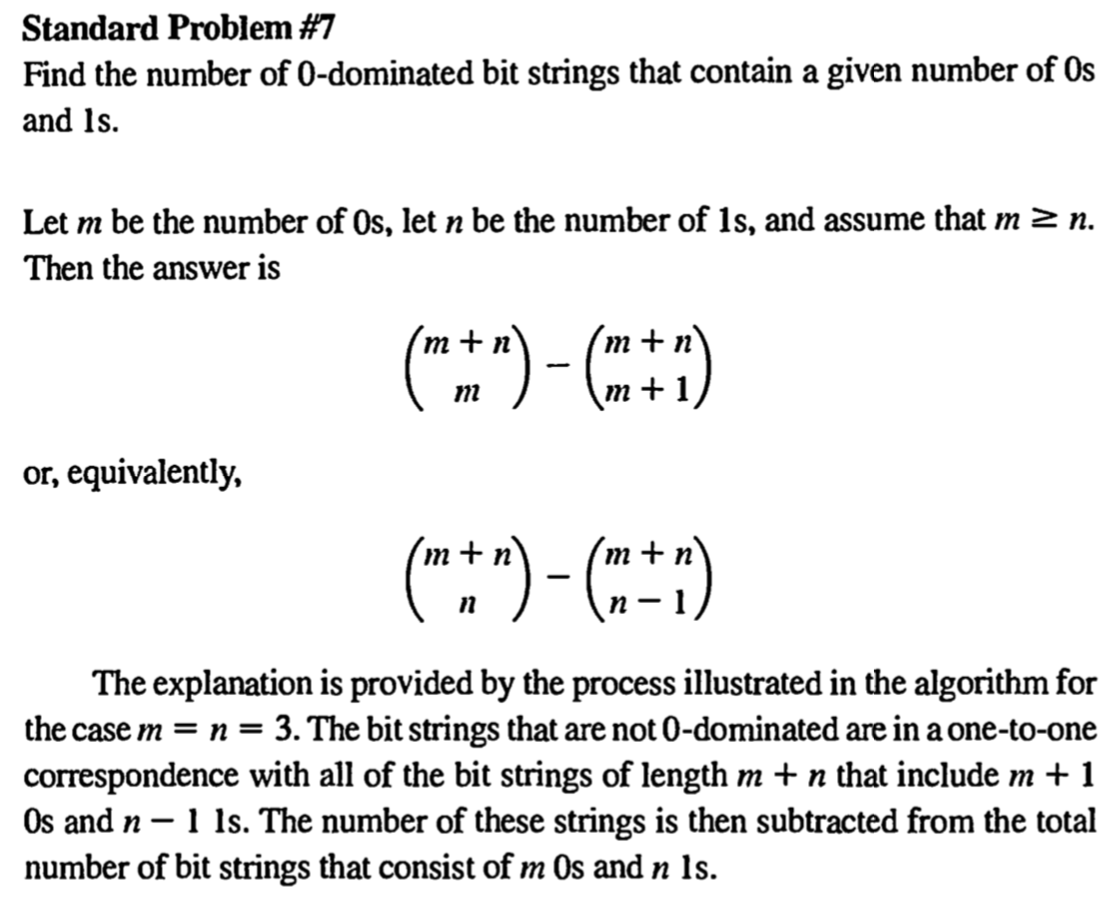 Standard Problem #7
Find the number of 0-dominated bit strings that contain a given number of 0s
and 1s.
Let m be the number of 0s, let n be the number of 1s, and assume that m ≥ n.
Then the answer is
(m + n
m) − (m + n
m + 1)
or, equivalently,
(m + n
n) − (m + n
n − 1)
The explanation is provided by the process illustrated in the algorithm for
the case m = n = 3. The bit strings that are not 0-dominated are in a one-to-one
correspondence with all of the bit strings of length m + n that include m + 1
0s and n − 1 1s. The number of these strings is then subtracted from the total
number of bit strings that consist of m 0s and n 1s.